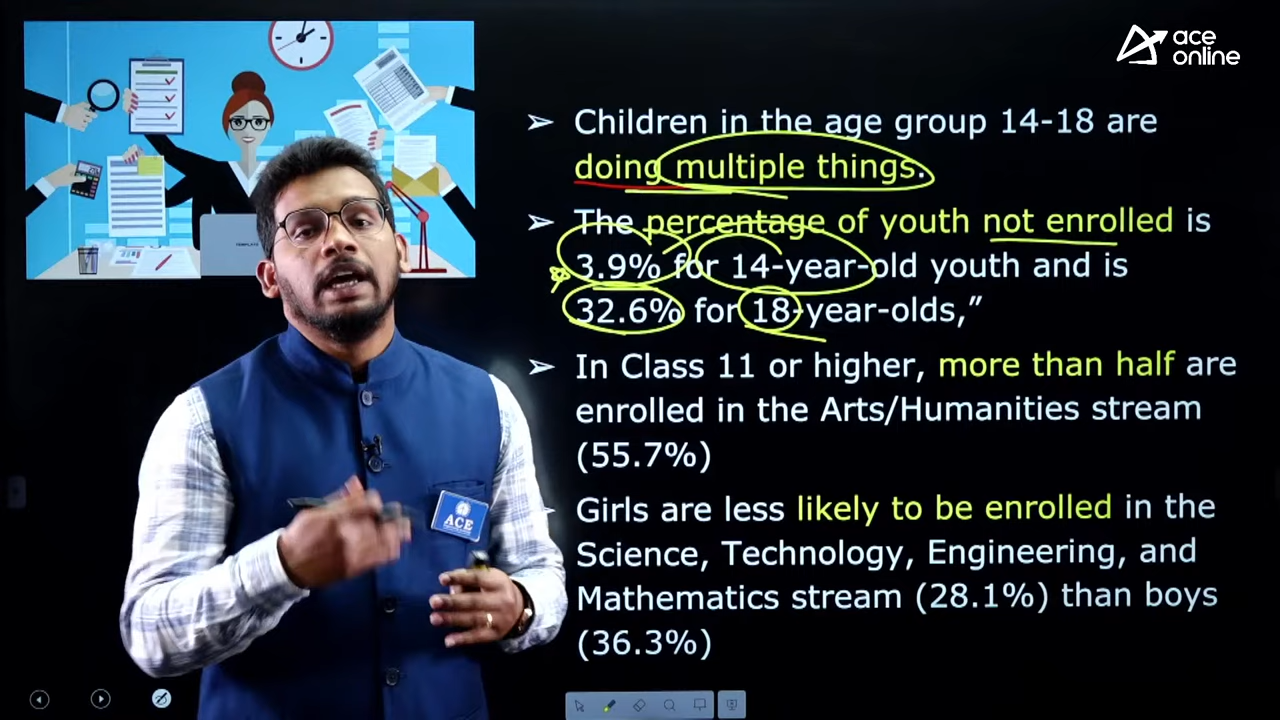 ace
online
➢ Children in the age group 14-18 are
doing multiple things.
➢ The percentage of youth not enrolled is
3.9% for 14-year-old youth and is
32.6% for 18-year-olds,”
➢ In Class 11 or higher, more than half are
enrolled in the Arts/Humanities stream
(55.7%)
Girls are less likely to be enrolled in the
Science, Technology, Engineering, and
Mathematics stream (28.1%) than boys
(36.3%)
ACE